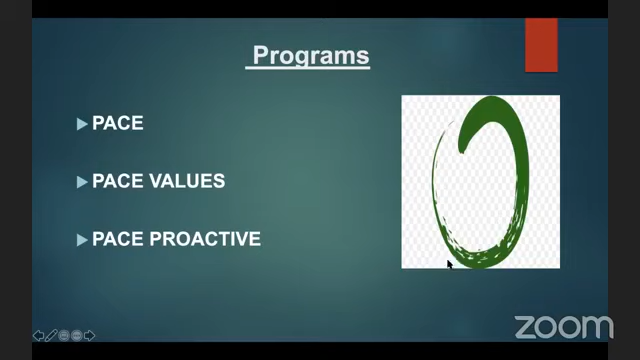 Programs
PACE
PACE VALUES
PACE PROACTIVE
zoom